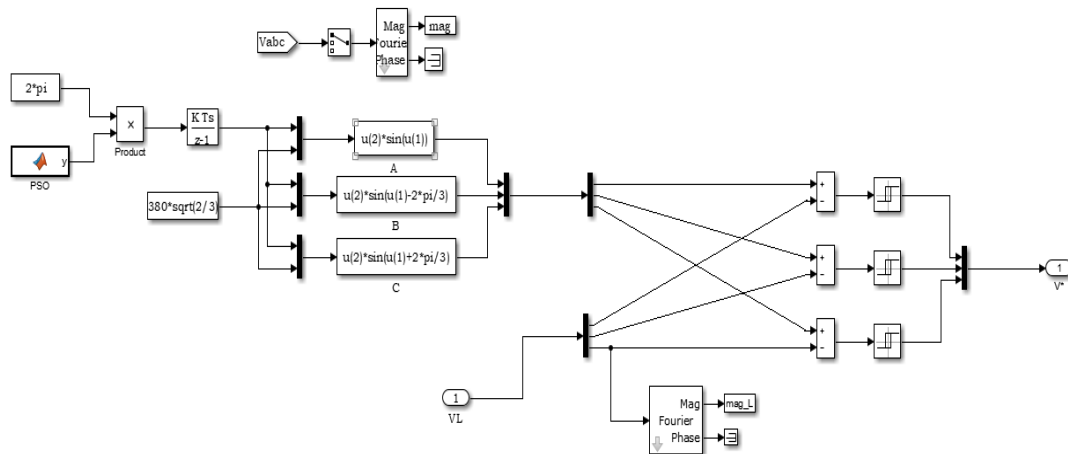 Vabc
Mag
Fourie
Phase
mag
2*pi
×
Product
K Ts
z-1
y
PSO
380*sqrt(2/3)
u(2)*sin(u(1))
A
u(2)*sin(u(1)-2*pi/3)
B
u(2)*sin(u(1)+2*pi/3)
C
+
−
+
−
+
−
1
V*
1
VL
Mag
Fourier
Phase
mag_L